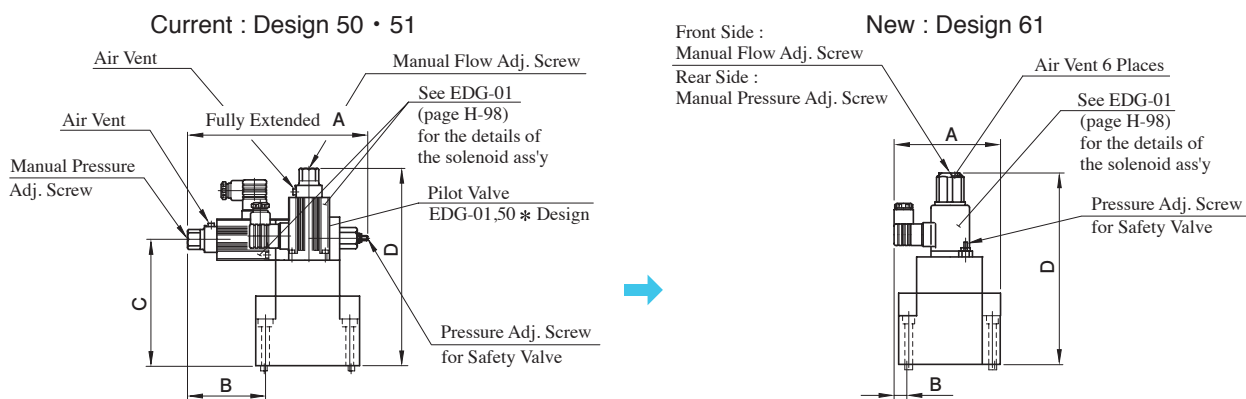 Current : Design 50・51
Air Vent
Manual Flow Adj. Screw
See EDG-01
(page H-98)
for the details of
the solenoid ass'y
Fully Extended
A
Air Vent
Manual Pressure
Adj. Screw
Pilot Valve
EDG-01,50 * Design
D
C
Pressure Adj. Screw
for Safety Valve
B
New : Design 61
Front Side :
Manual Flow Adj. Screw
Rear Side :
Manual Pressure Adj. Screw
Air Vent 6 Places
See EDG-01
(page H-98)
for the details of
the solenoid ass'y
A
Pressure Adj. Screw
for Safety Valve
D
B